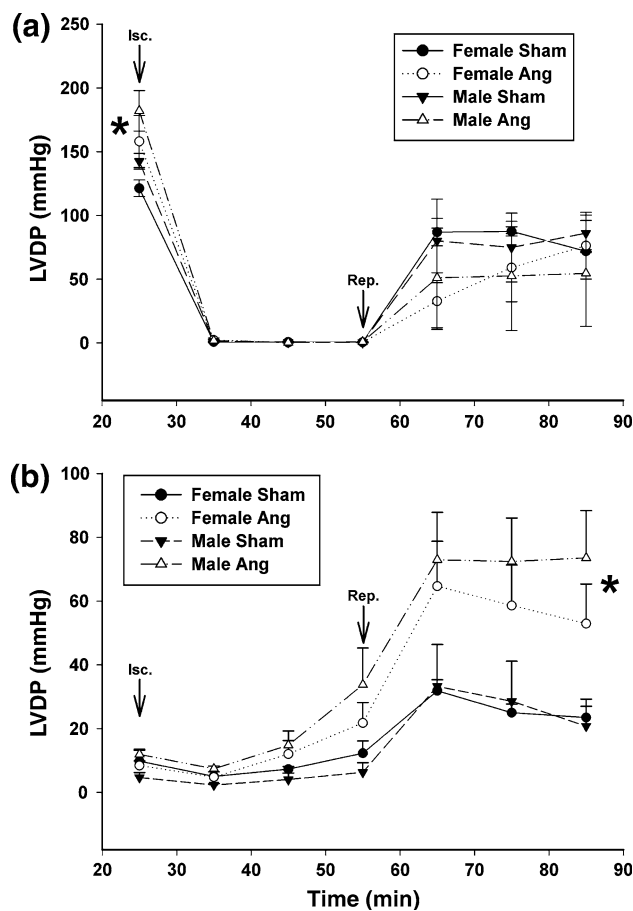 (a)
Isc.
Female Sham
Female Ang
Male Sham
Male Ang
250
200
150
100
50
0
*
LVDP (mmHg)
Rep.
20 30 40 50 60 70 80 90
(b)
Female Sham
Female Ang
Male Sham
Male Ang
100
80
60
40
20
0
LVDP (mmHg)
Isc.
Rep.
*
20 30 40 50 60 70 80 90
Time (min)